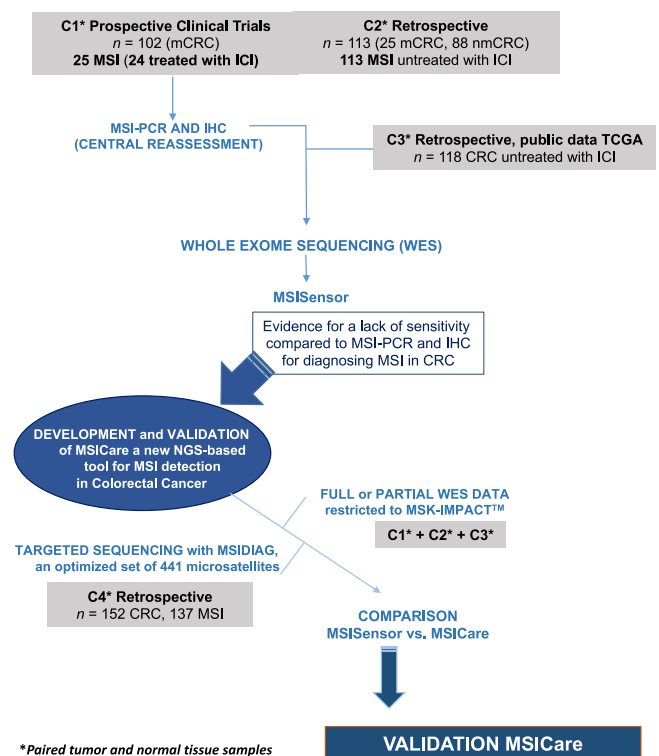 C1* Prospective Clinical Trials
n = 102 (mCRC)
25 MSI (24 treated with ICI)
C2* Retrospective
n = 113 (25 mCRC, 88 nmCRC)
113 MSI untreated with ICI
MSI-PCR AND IHC
(CENTRAL REASSESSMENT)
C3* Retrospective, public data TCGA
n = 118 CRC untreated with ICI
WHOLE EXOME SEQUENCING (WES)
MSISensor
Evidence for a lack of sensitivity
compared to MSI-PCR and IHC
for diagnosing MSI in CRC
DEVELOPMENT and VALIDATION
of MSICare a new NGS-based
tool for MSI detection
in Colorectal Cancer
FULL or PARTIAL WES DATA
restricted to MSK-IMPACT™
C1* + C2* + C3*
TARGETED SEQUENCING with MSIDIAG,
an optimized set of 441 microsatellites
C4* Retrospective
n = 152 CRC, 137 MSI
COMPARISON
MSISensor vs. MSICare
VALIDATION MSICare
*Paired tumor and normal tissue samples